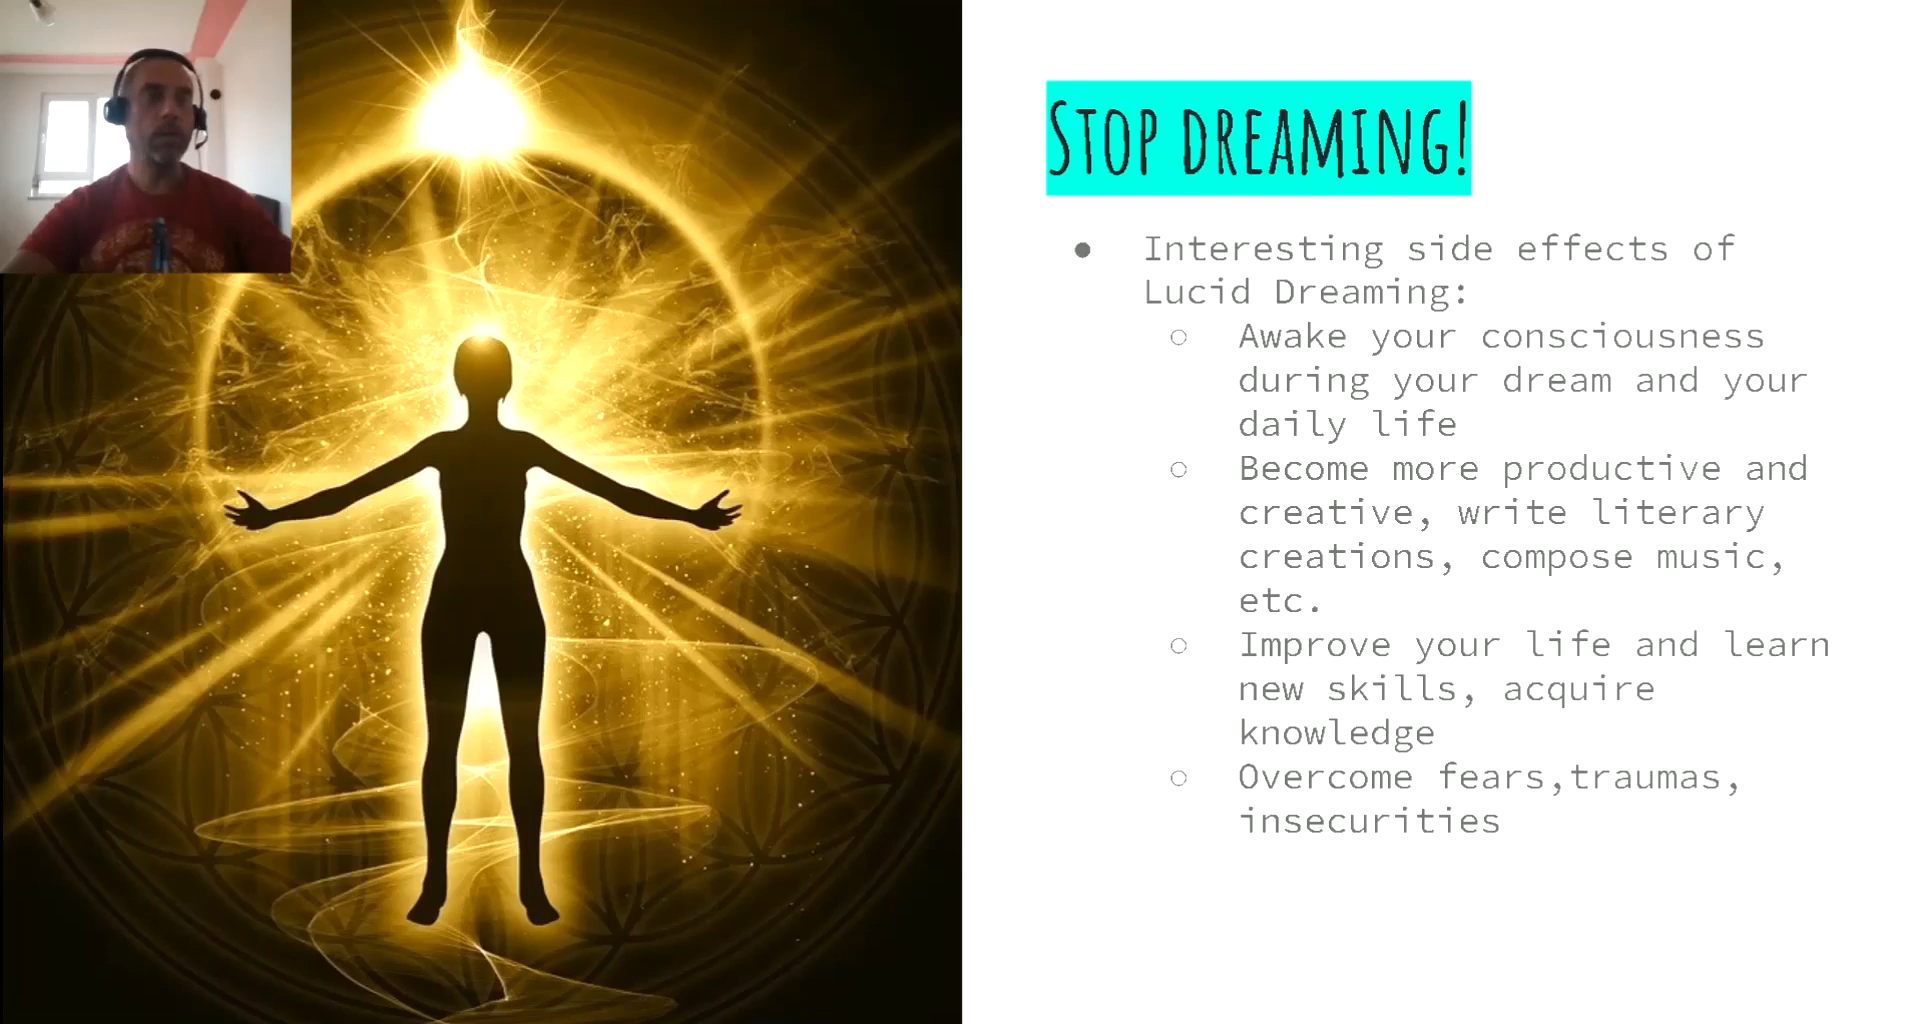 STOP DREAMING!
● Interesting side effects of
Lucid Dreaming:
○ Awake your consciousness
during your dream and your
daily life
○ Become more productive and
creative, write literary
creations, compose music,
etc.
○ Improve your life and learn
new skills, acquire
knowledge
○ Overcome fears,traumas,
insecurities